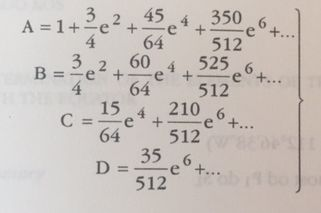 A = 1 + 3/4 e² + 45/64 e⁴ + 350/512 e⁶ + ...
B = 3/4 e² + 60/64 e⁴ + 525/512 e⁶ + ...
C = 15/64 e⁴ + 210/512 e⁶ + ...
D = 35/512 e⁶ + ...